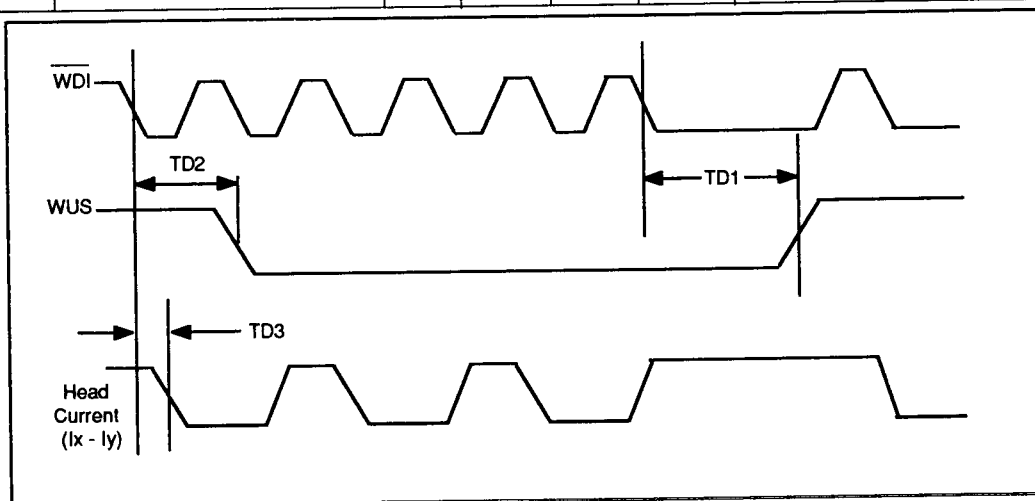 WDI
TD2
TD1
WUS
TD3
Head
Current
(Ix - Iy)